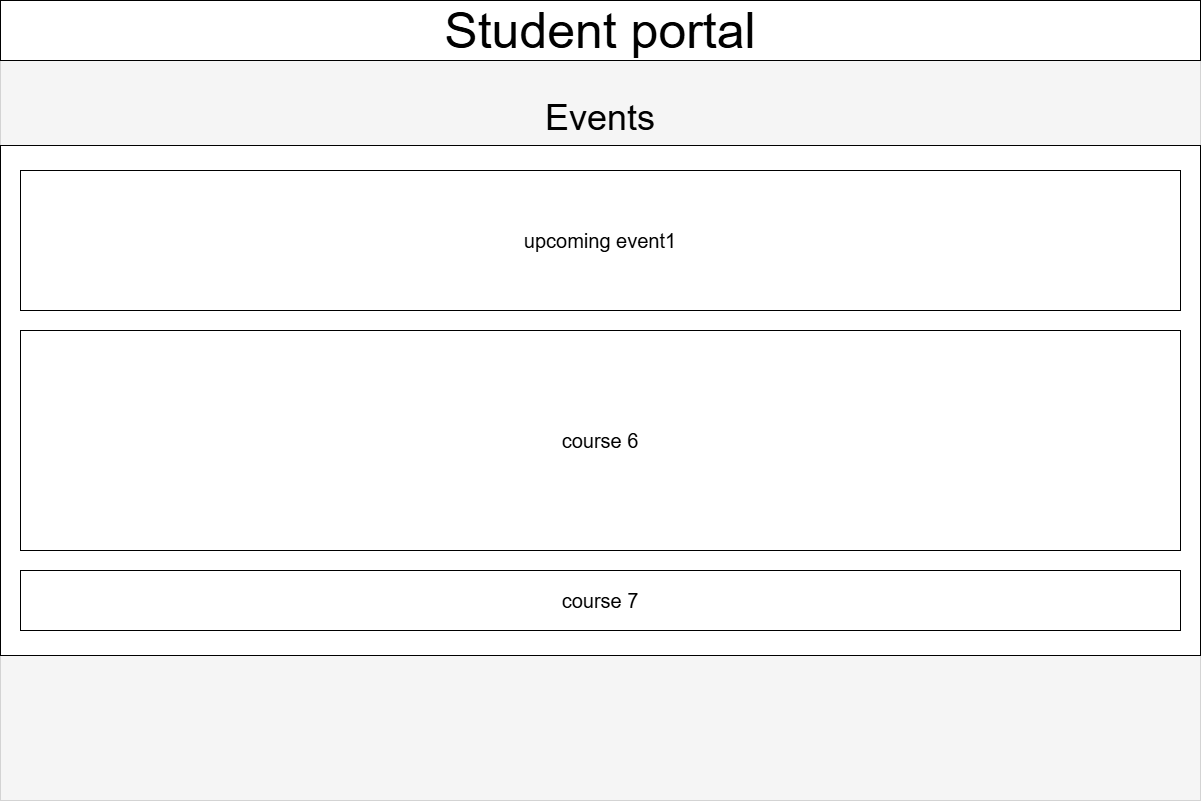 Student portal
Events
upcoming event1
course 6
course 7